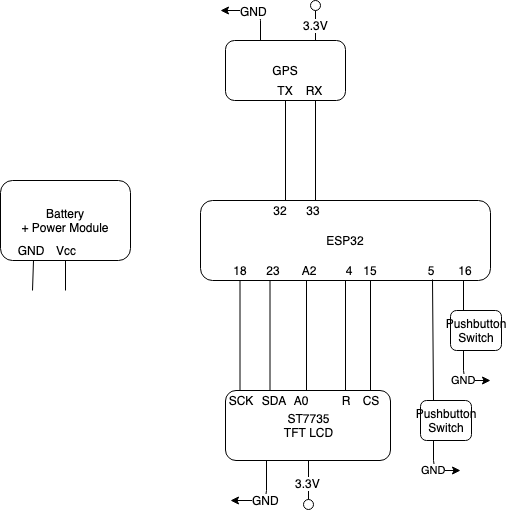 GND
3.3V
GPS
TX RX
Battery
+ Power Module
GND Vcc
32 33
ESP32
18 23 A2 4 15 5 16
Pushbutton
Switch
GND
SCK SDA A0 R CS
ST7735
TFT LCD
Pushbutton
Switch
GND
3.3V
GND